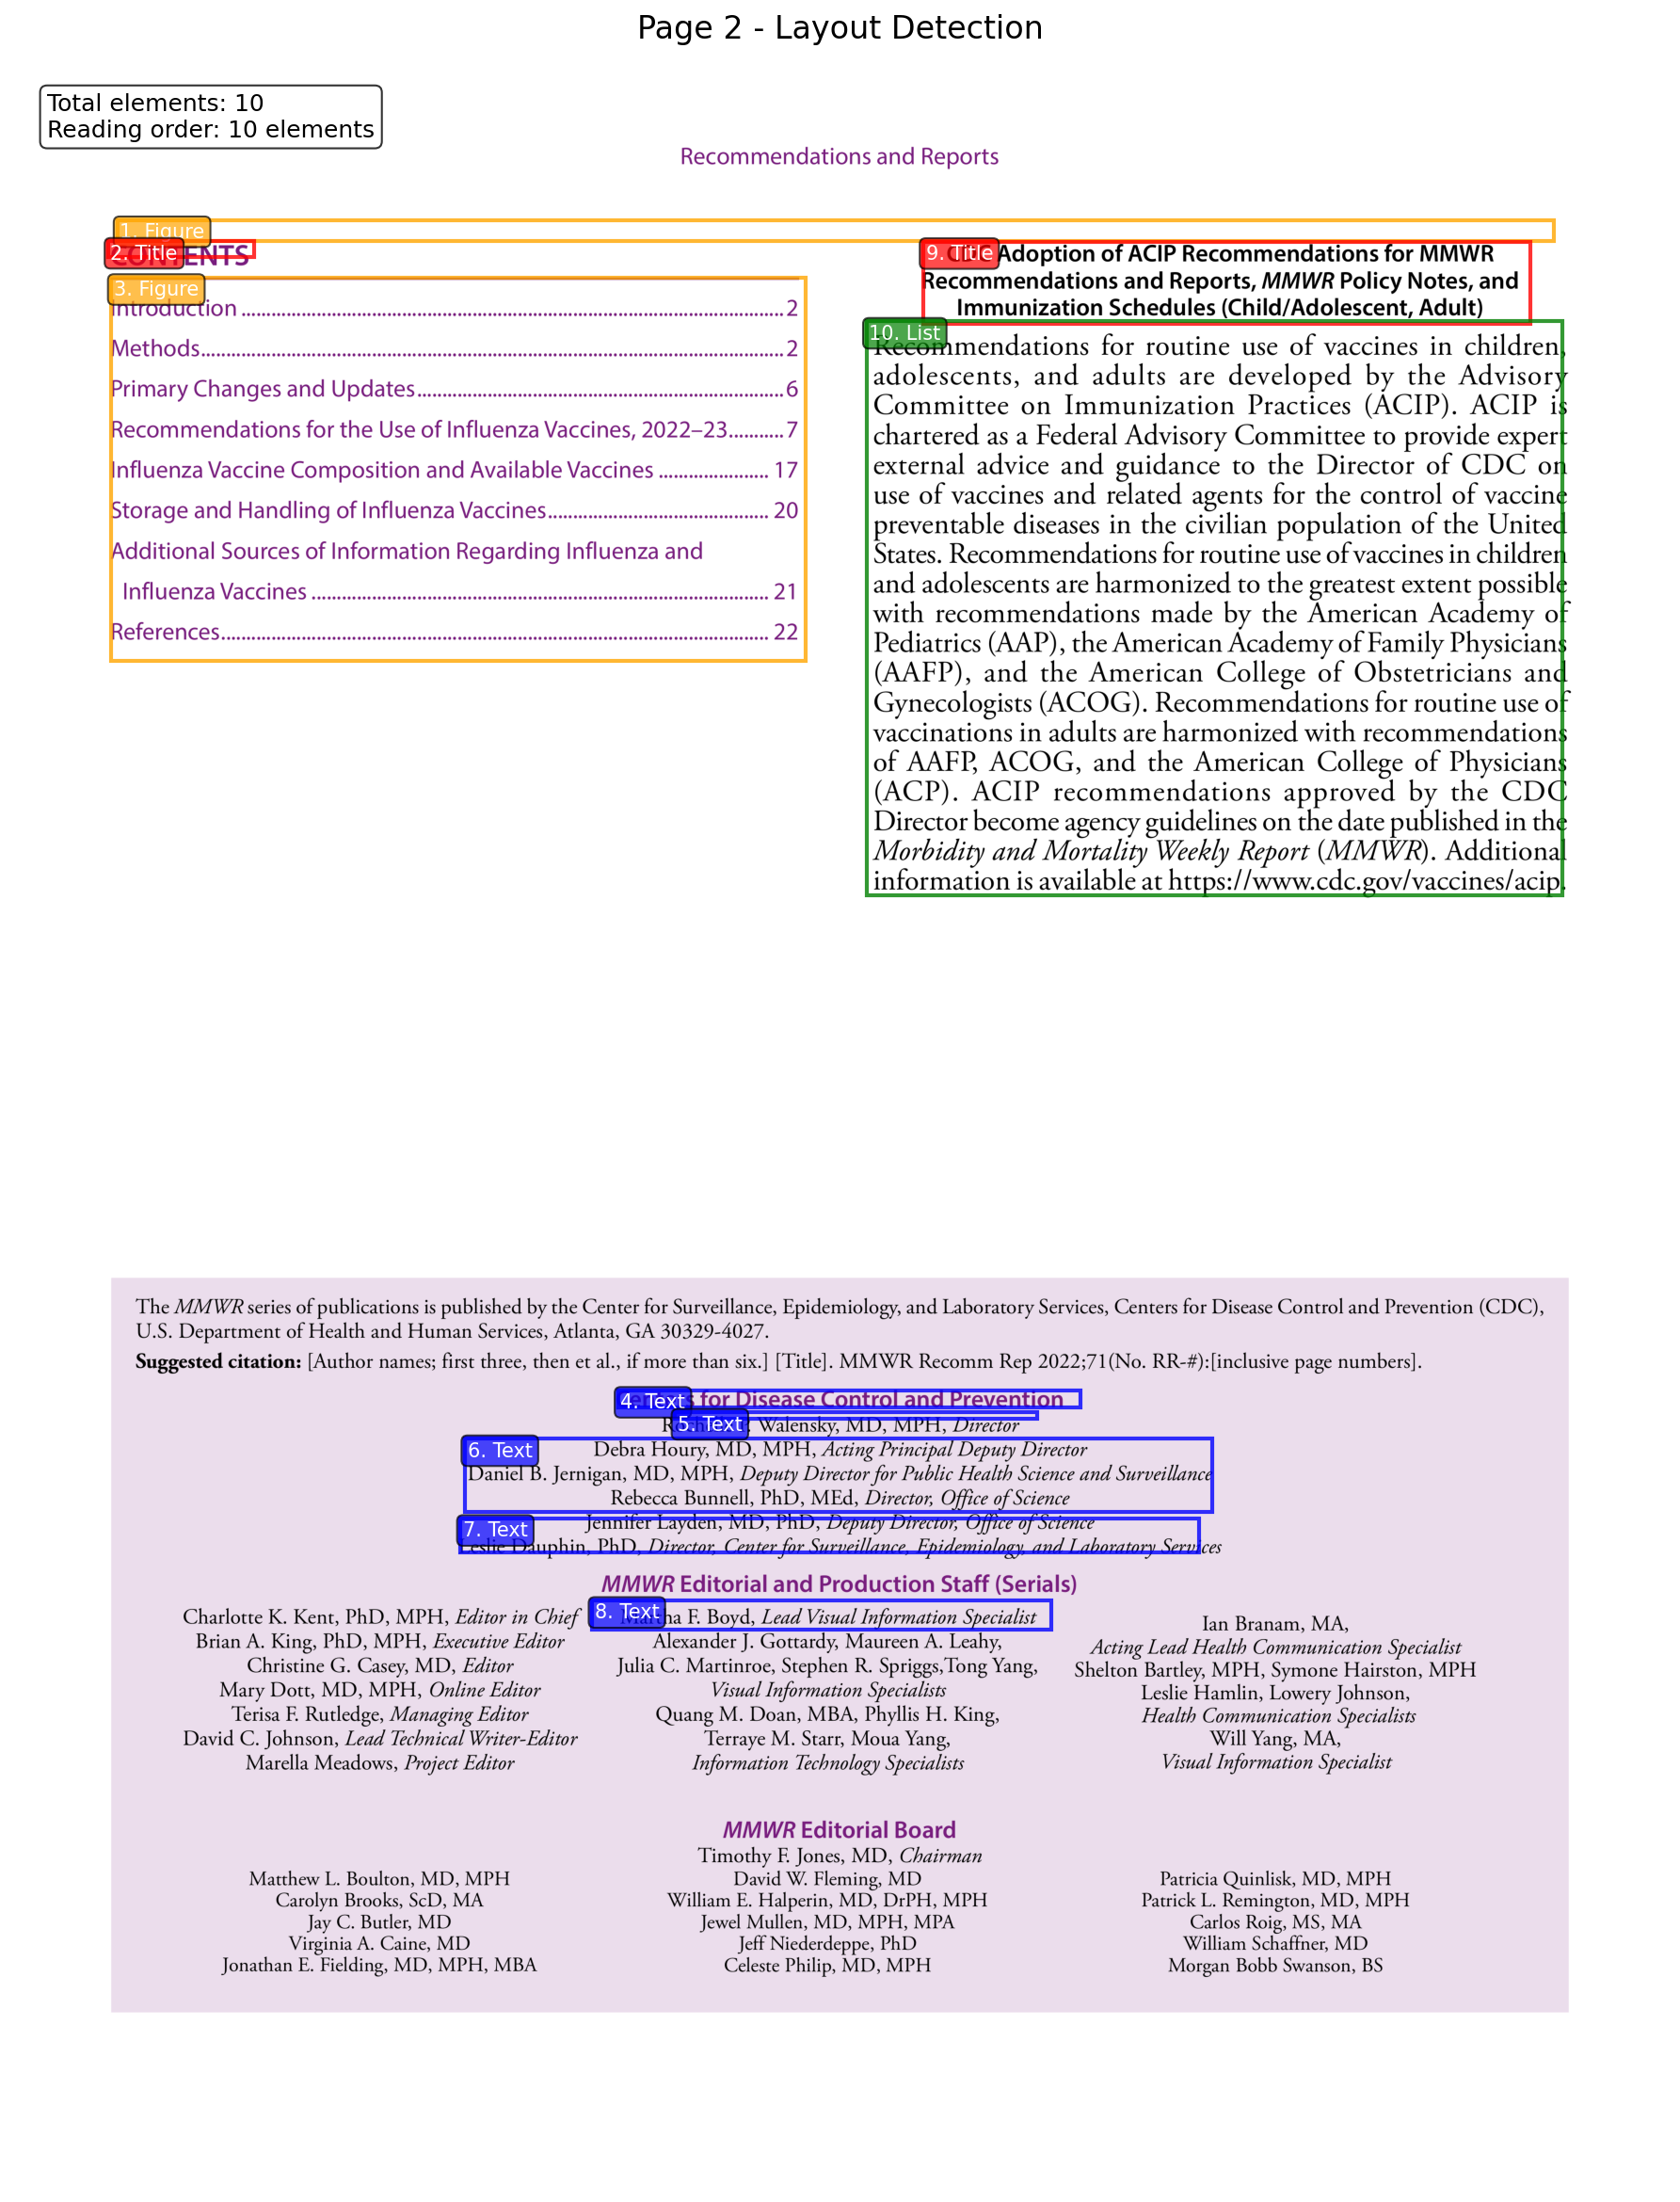 Page 2 - Layout Detection
Total elements: 10
Reading order: 10 elements
Recommendations and Reports
1. Figure
2. Title
ENTS
3. Figure
Introduction 2
Methods 2
Primary Changes and Updates 6
Recommendations for the Use of Influenza Vaccines, 2022–23 7
Influenza Vaccine Composition and Available Vaccines 17
Storage and Handling of Influenza Vaccines 20
Additional Sources of Information Regarding Influenza and
Influenza Vaccines 21
References 22
9. Title
Adoption of ACIP Recommendations for MMWR
Recommendations and Reports, MMWR Policy Notes, and
Immunization Schedules (Child/Adolescent, Adult)
10. List
Recommendations for routine use of vaccines in children,
adolescents, and adults are developed by the Advisory
Committee on Immunization Practices (ACIP). ACIP is
chartered as a Federal Advisory Committee to provide expert
external advice and guidance to the Director of CDC on
use of vaccines and related agents for the control of vaccine
preventable diseases in the civilian population of the United
States. Recommendations for routine use of vaccines in children
and adolescents are harmonized to the greatest extent possible
with recommendations made by the American Academy of
Pediatrics (AAP), the American Academy of Family Physicians
(AAFP), and the American College of Obstetricians and
Gynecologists (ACOG). Recommendations for routine use of
vaccinations in adults are harmonized with recommendations
of AAFP, ACOG, and the American College of Physicians
(ACP). ACIP recommendations approved by the CDC
Director become agency guidelines on the date published in the
Morbidity and Mortality Weekly Report (MMWR). Additional
information is available at https://www.cdc.gov/vaccines/acip.
The MMWR series of publications is published by the Center for Surveillance, Epidemiology, and Laboratory Services, Centers for Disease Control and Prevention (CDC),
U.S. Department of Health and Human Services, Atlanta, GA 30329-4027.
Suggested citation: [Author names; first three, then et al., if more than six.] [Title]. MMWR Recomm Rep 2022;71(No. RR-#):[inclusive page numbers].
4. Text
for Disease Control and Prevention
5. Text
Walensky, MD, MPH, Director
6. Text
Debra Houry, MD, MPH, Acting Principal Deputy Director
Daniel B. Jernigan, MD, MPH, Deputy Director for Public Health Science and Surveillance
Rebecca Bunnell, PhD, MEd, Director, Office of Science
7. Text
Jennifer Layden, MD, PhD, Deputy Director, Office of Science
Leslie Dauphin, PhD, Director, Center for Surveillance, Epidemiology, and Laboratory Services
MMWR Editorial and Production Staff (Serials)
Charlotte K. Kent, PhD, MPH, Editor in Chief
Brian A. King, PhD, MPH, Executive Editor
Christine G. Casey, MD, Editor
Mary Dott, MD, MPH, Online Editor
Terisa F. Rutledge, Managing Editor
David C. Johnson, Lead Technical Writer-Editor
Marella Meadows, Project Editor
8. Text
Martha F. Boyd, Lead Visual Information Specialist
Alexander J. Gottardy, Maureen A. Leahy,
Julia C. Martinroe, Stephen R. Spriggs,Tong Yang,
Visual Information Specialists
Quang M. Doan, MBA, Phyllis H. King,
Terraye M. Starr, Moua Yang,
Information Technology Specialists
Ian Branam, MA,
Acting Lead Health Communication Specialist
Shelton Bartley, MPH, Symone Hairston, MPH
Leslie Hamlin, Lowery Johnson,
Health Communication Specialists
Will Yang, MA,
Visual Information Specialist
MMWR Editorial Board
Timothy F. Jones, MD, Chairman
Matthew L. Boulton, MD, MPH
Carolyn Brooks, ScD, MA
Jay C. Butler, MD
Virginia A. Caine, MD
Jonathan E. Fielding, MD, MPH, MBA
David W. Fleming, MD
William E. Halperin, MD, DrPH, MPH
Jewel Mullen, MD, MPH, MPA
Jeff Niederdeppe, PhD
Celeste Philip, MD, MPH
Patricia Quinlisk, MD, MPH
Patrick L. Remington, MD, MPH
Carlos Roig, MS, MA
William Schaffner, MD
Morgan Bobb Swanson, BS